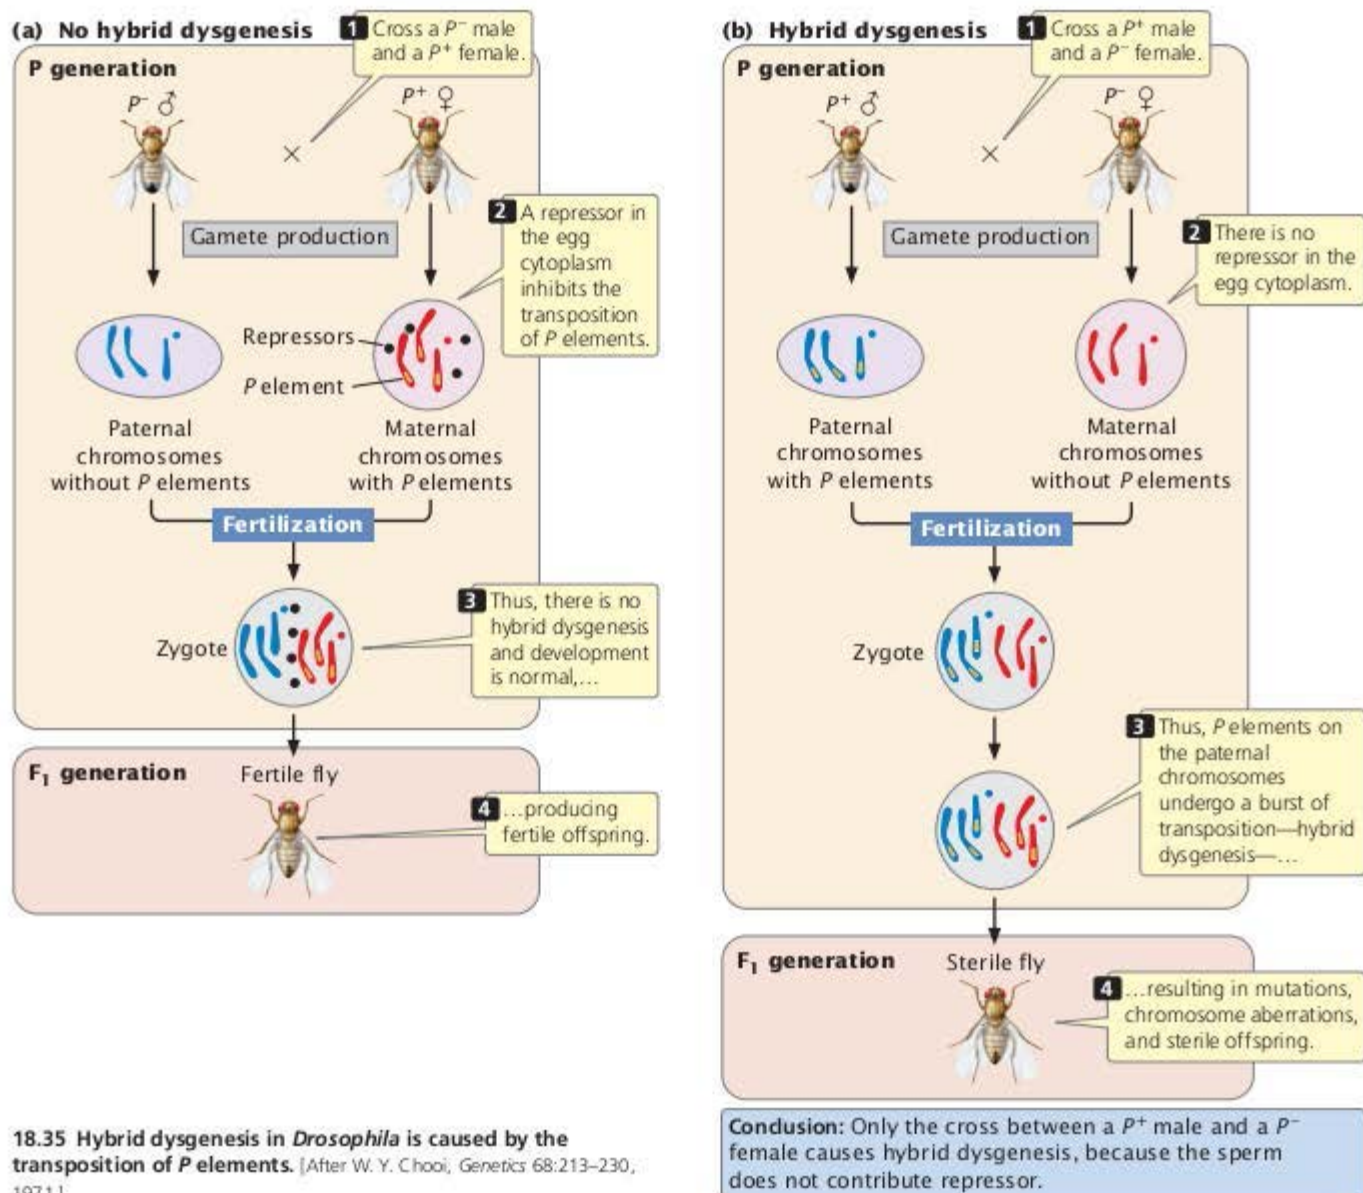 (a) No hybrid dysgenesis
1 Cross a P− male
and a P+ female.
P generation
P− ♂
P+ ♀
×
Gamete production
2 A repressor in
the egg
cytoplasm
inhibits the
transposition
of P elements.
Repressors
P element
Paternal
chromosomes
without P elements
Maternal
chromosomes
with P elements
Fertilization
Zygote
3 Thus, there is no
hybrid dysgenesis
and development
is normal,…
F1 generation
Fertile fly
4 …producing
fertile offspring.
(b) Hybrid dysgenesis
1 Cross a P+ male
and a P− female.
P generation
P+ ♂
P− ♀
×
Gamete production
2 There is no
repressor in the
egg cytoplasm.
Paternal
chromosomes
with P elements
Maternal
chromosomes
without P elements
Fertilization
Zygote
3 Thus, P elements on
the paternal
chromosomes
undergo a burst of
transposition—hybrid
dysgenesis—…
F1 generation
Sterile fly
4 …resulting in mutations,
chromosome aberrations,
and sterile offspring.
Conclusion: Only the cross between a P+ male and a P−
female causes hybrid dysgenesis, because the sperm
does not contribute repressor.
18.35 Hybrid dysgenesis in Drosophila is caused by the
transposition of P elements. [After W. Y. Chooi, Genetics 68:213–230,
1971.]